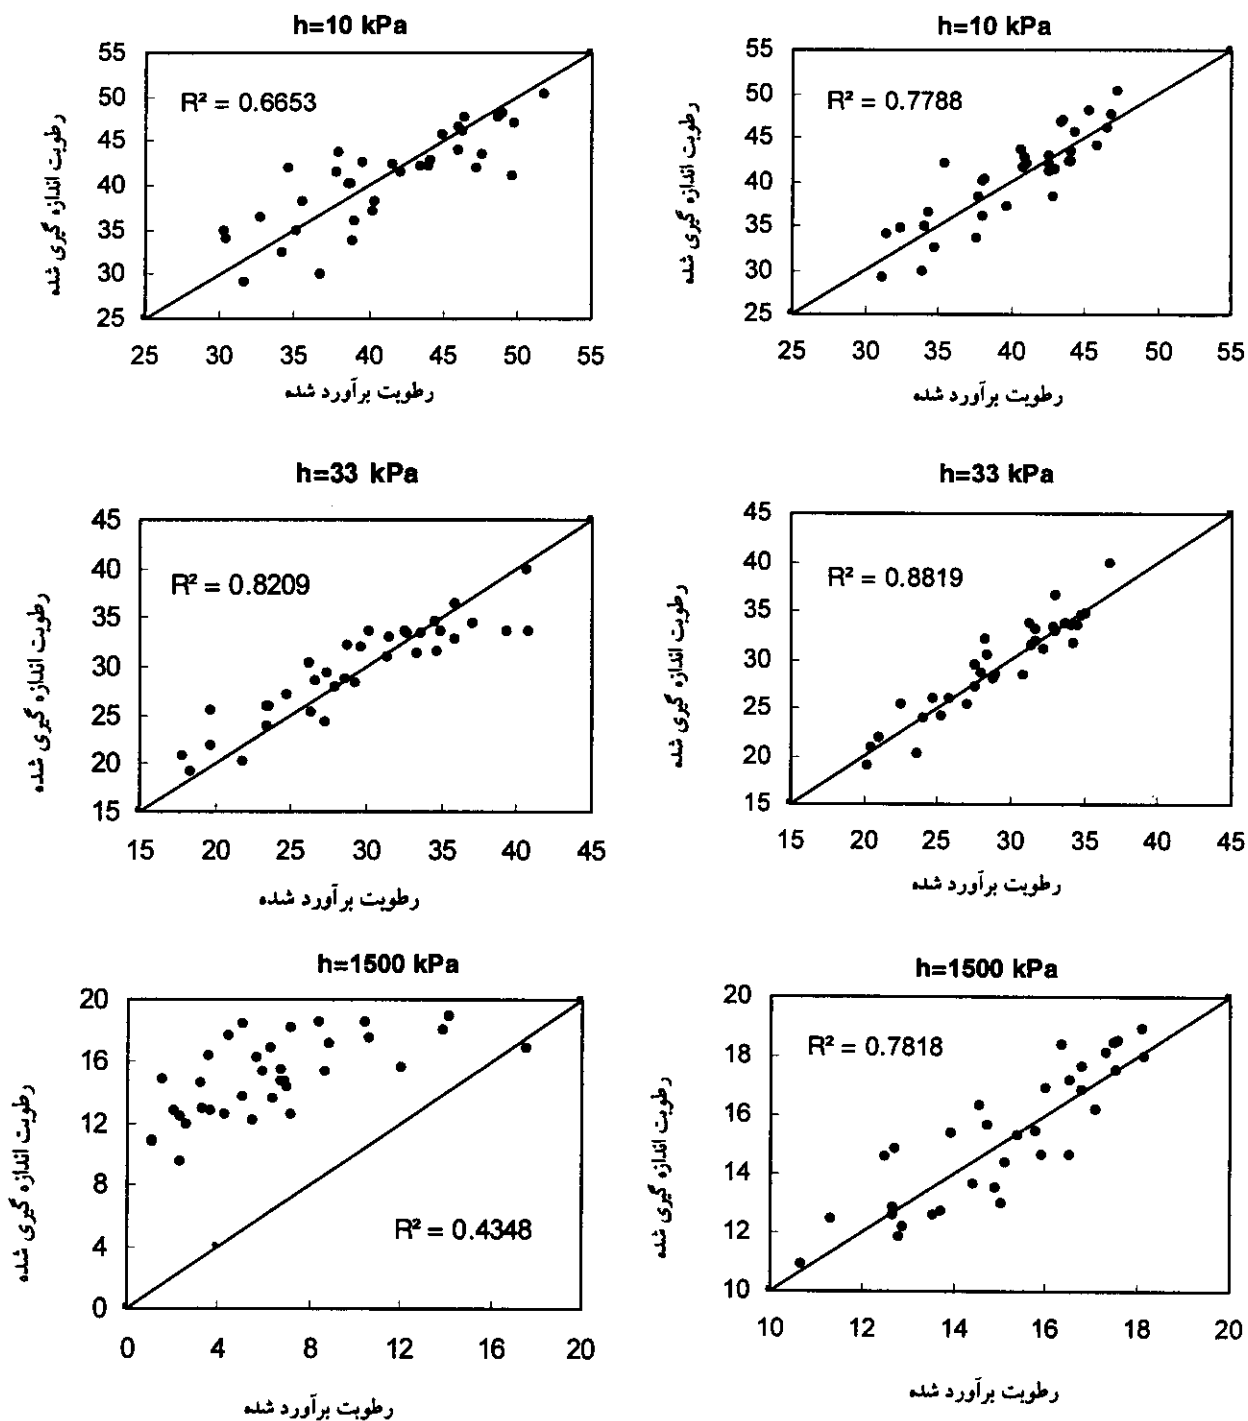 h=10 kPa
55
50
45
40
35
30
25
R² = 0.6653
رطوبت اندازه گیری شده
25 30 35 40 45 50 55
رطوبت برآورد شده
h=10 kPa
55
50
45
40
35
30
25
R² = 0.7788
رطوبت اندازه گیری شده
25 30 35 40 45 50 55
رطوبت برآورد شده
h=33 kPa
45
40
35
30
25
20
15
R² = 0.8209
رطوبت اندازه گیری شده
15 20 25 30 35 40 45
رطوبت برآورد شده
h=33 kPa
45
40
35
30
25
20
15
R² = 0.8819
رطوبت اندازه گیری شده
15 20 25 30 35 40 45
رطوبت برآورد شده
h=1500 kPa
20
16
12
8
4
0
R² = 0.4348
رطوبت اندازه گیری شده
0 4 8 12 16 20
رطوبت برآورد شده
h=1500 kPa
20
18
16
14
12
10
R² = 0.7818
رطوبت اندازه گیری شده
10 12 14 16 18 20
رطوبت برآورد شده